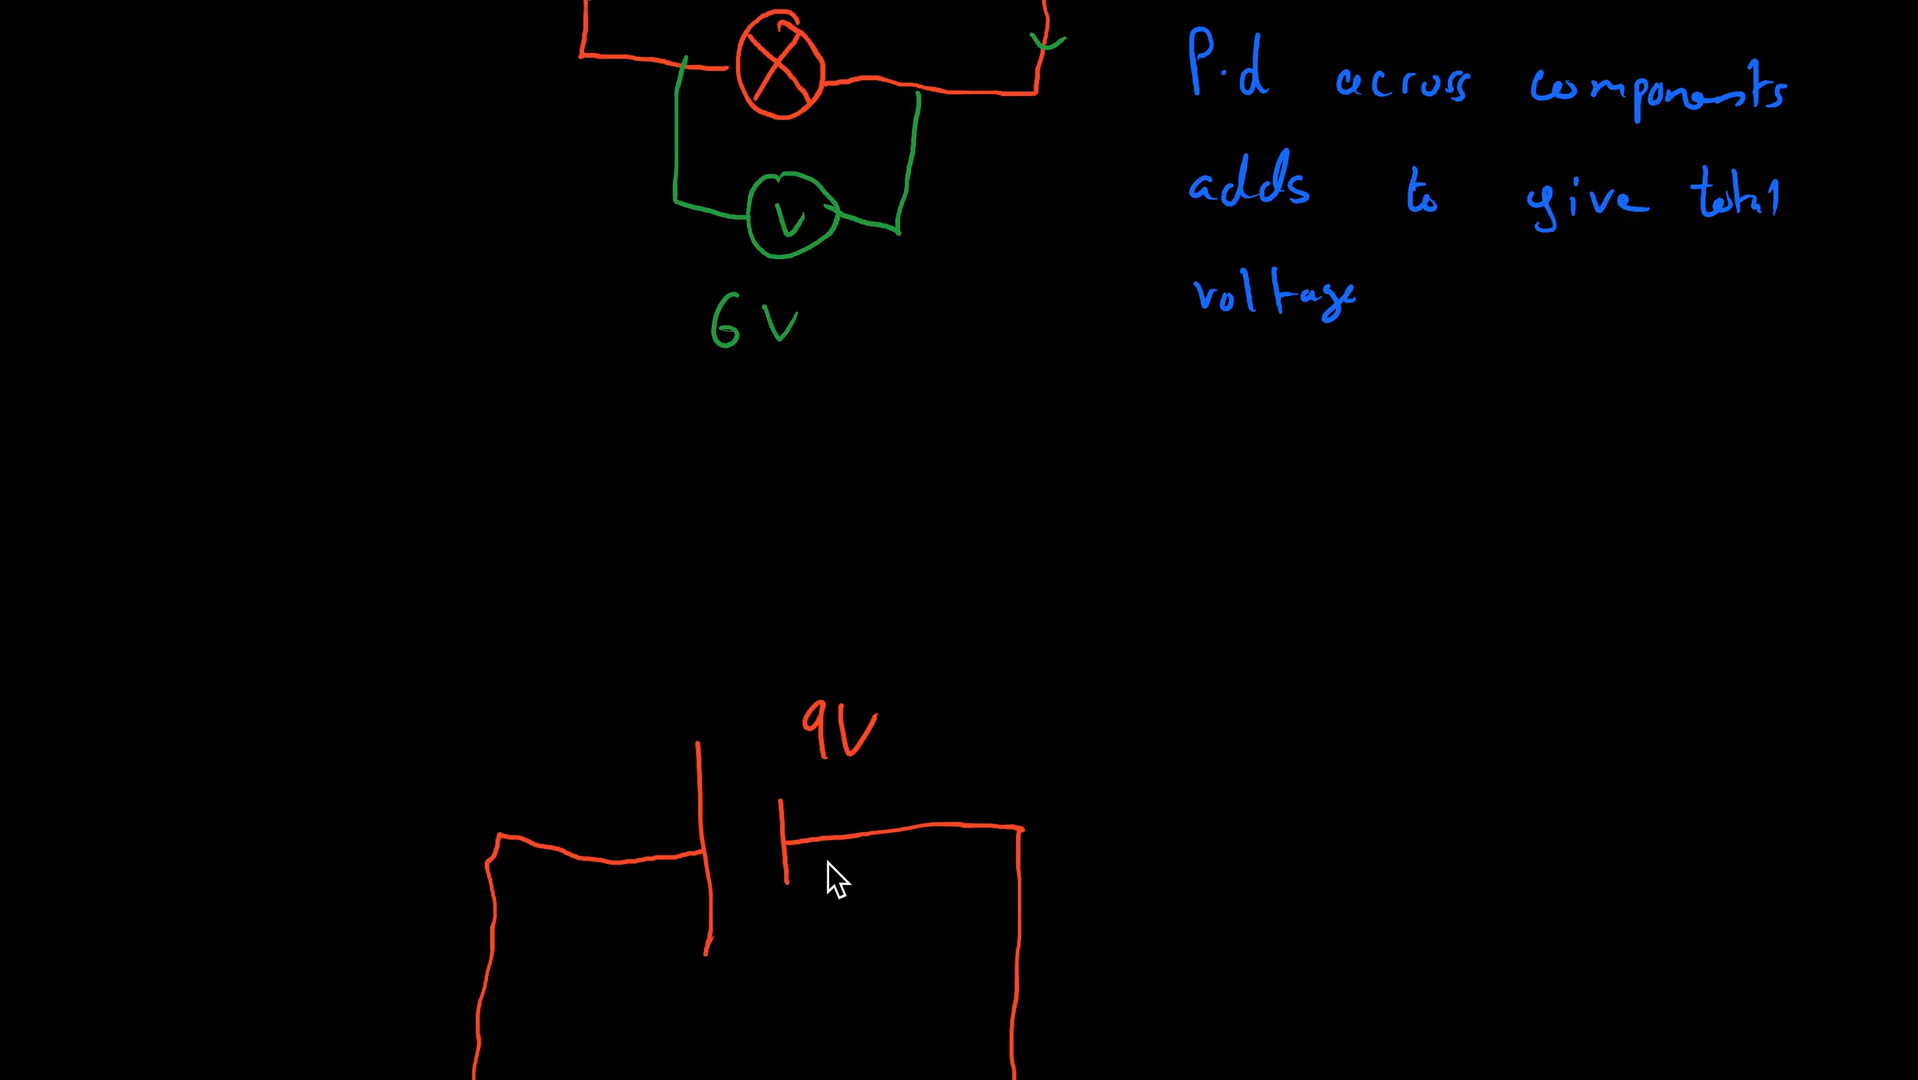 P.d across components
adds to give total
voltage
V
6V
9V